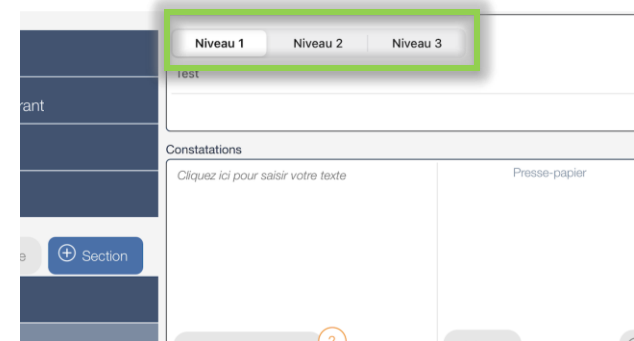 Niveau 1 Niveau 2 Niveau 3
Test
rant
Constatations
Cliquez ici pour saisir votre texte Presse-papier
e + Section
?